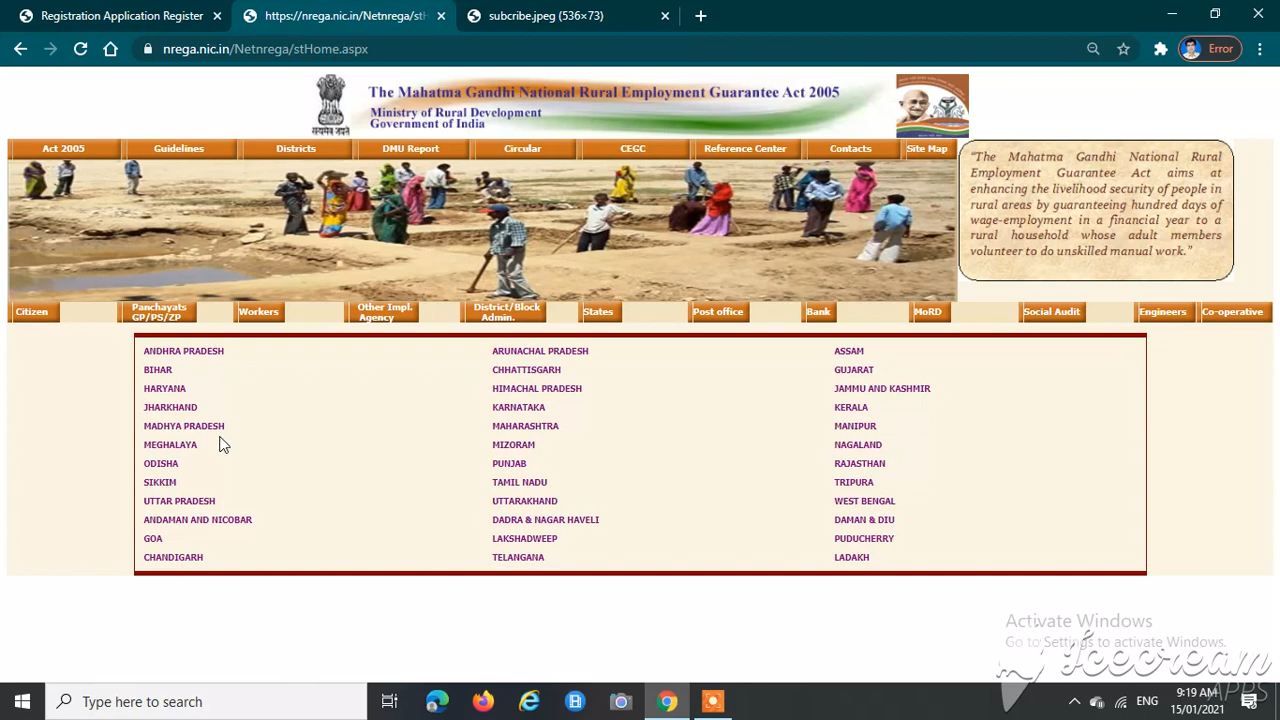 Registration Application Register
https://nrega.nic.in/Netnrega/stH
subcribe.jpeg (536×73)
nrega.nic.in/Netnrega/stHome.aspx
Error
The Mahatma Gandhi National Rural Employment Guarantee Act 2005
Ministry of Rural Development
Government of India
सत्यमेव जयते
Act 2005 Guidelines Districts DMU Report Circular CEGC Reference Center Contacts Site Map
“The Mahatma Gandhi National Rural
Employment Guarantee Act aims at
enhancing the livelihood security of people in
rural areas by guaranteeing hundred days of
wage-employment in a financial year to a
rural household whose adult members
volunteer to do unskilled manual work.”
Citizen Panchayats GP/PS/ZP Workers Other Impl. Agency District/Block Admin. States Post office Bank MoRD Social Audit Engineers Co-operative
ANDHRA PRADESH ARUNACHAL PRADESH ASSAM
BIHAR CHHATTISGARH GUJARAT
HARYANA HIMACHAL PRADESH JAMMU AND KASHMIR
JHARKHAND KARNATAKA KERALA
MADHYA PRADESH MAHARASHTRA MANIPUR
MEGHALAYA MIZORAM NAGALAND
ODISHA PUNJAB RAJASTHAN
SIKKIM TAMIL NADU TRIPURA
UTTAR PRADESH UTTARAKHAND WEST BENGAL
ANDAMAN AND NICOBAR DADRA & NAGAR HAVELI DAMAN & DIU
GOA LAKSHADWEEP PUDUCHERRY
CHANDIGARH TELANGANA LADAKH
Activate Windows
Go to Settings to activate Windows.
Icecream
APPS
Type here to search
ENG
9:19 AM
15/01/2021